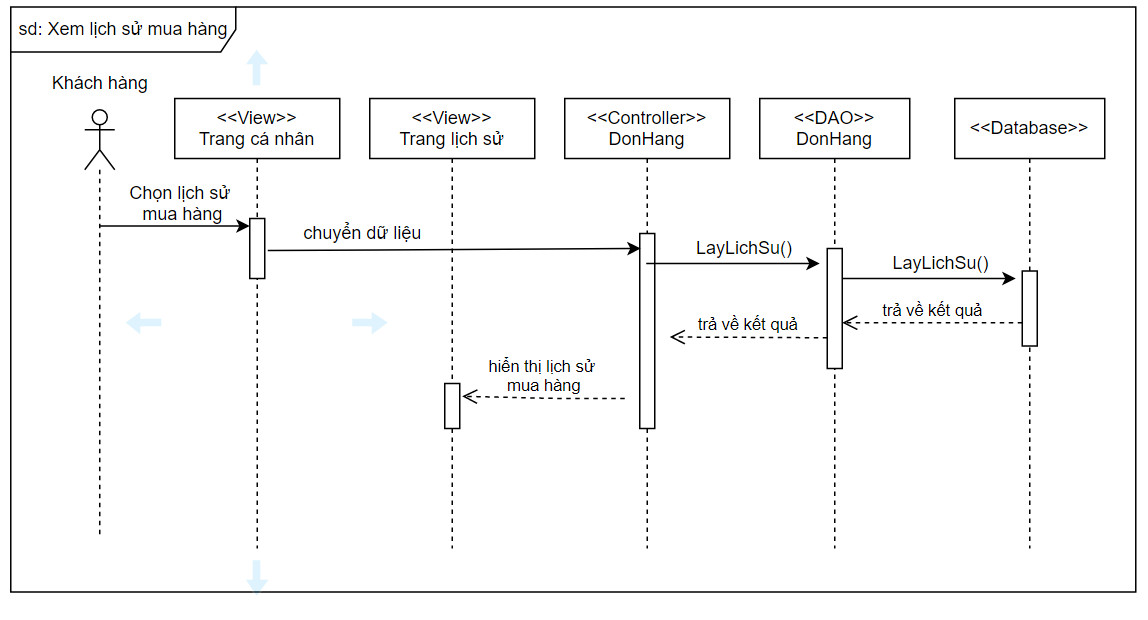 sd: Xem lịch sử mua hàng
Khách hàng
<<View>>
Trang cá nhân
<<View>>
Trang lịch sử
<<Controller>>
DonHang
<<DAO>>
DonHang
<<Database>>
Chọn lịch sử
mua hàng
chuyển dữ liệu
LayLichSu()
LayLichSu()
trả về kết quả
trả về kết quả
hiển thị lịch sử
mua hàng